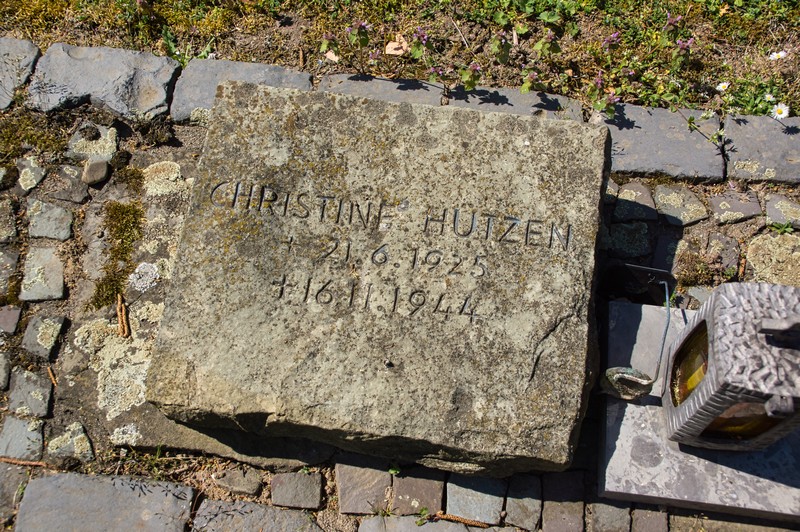 CHRISTINE HUTZEN
* 21.6.1925
† 16.11.1944